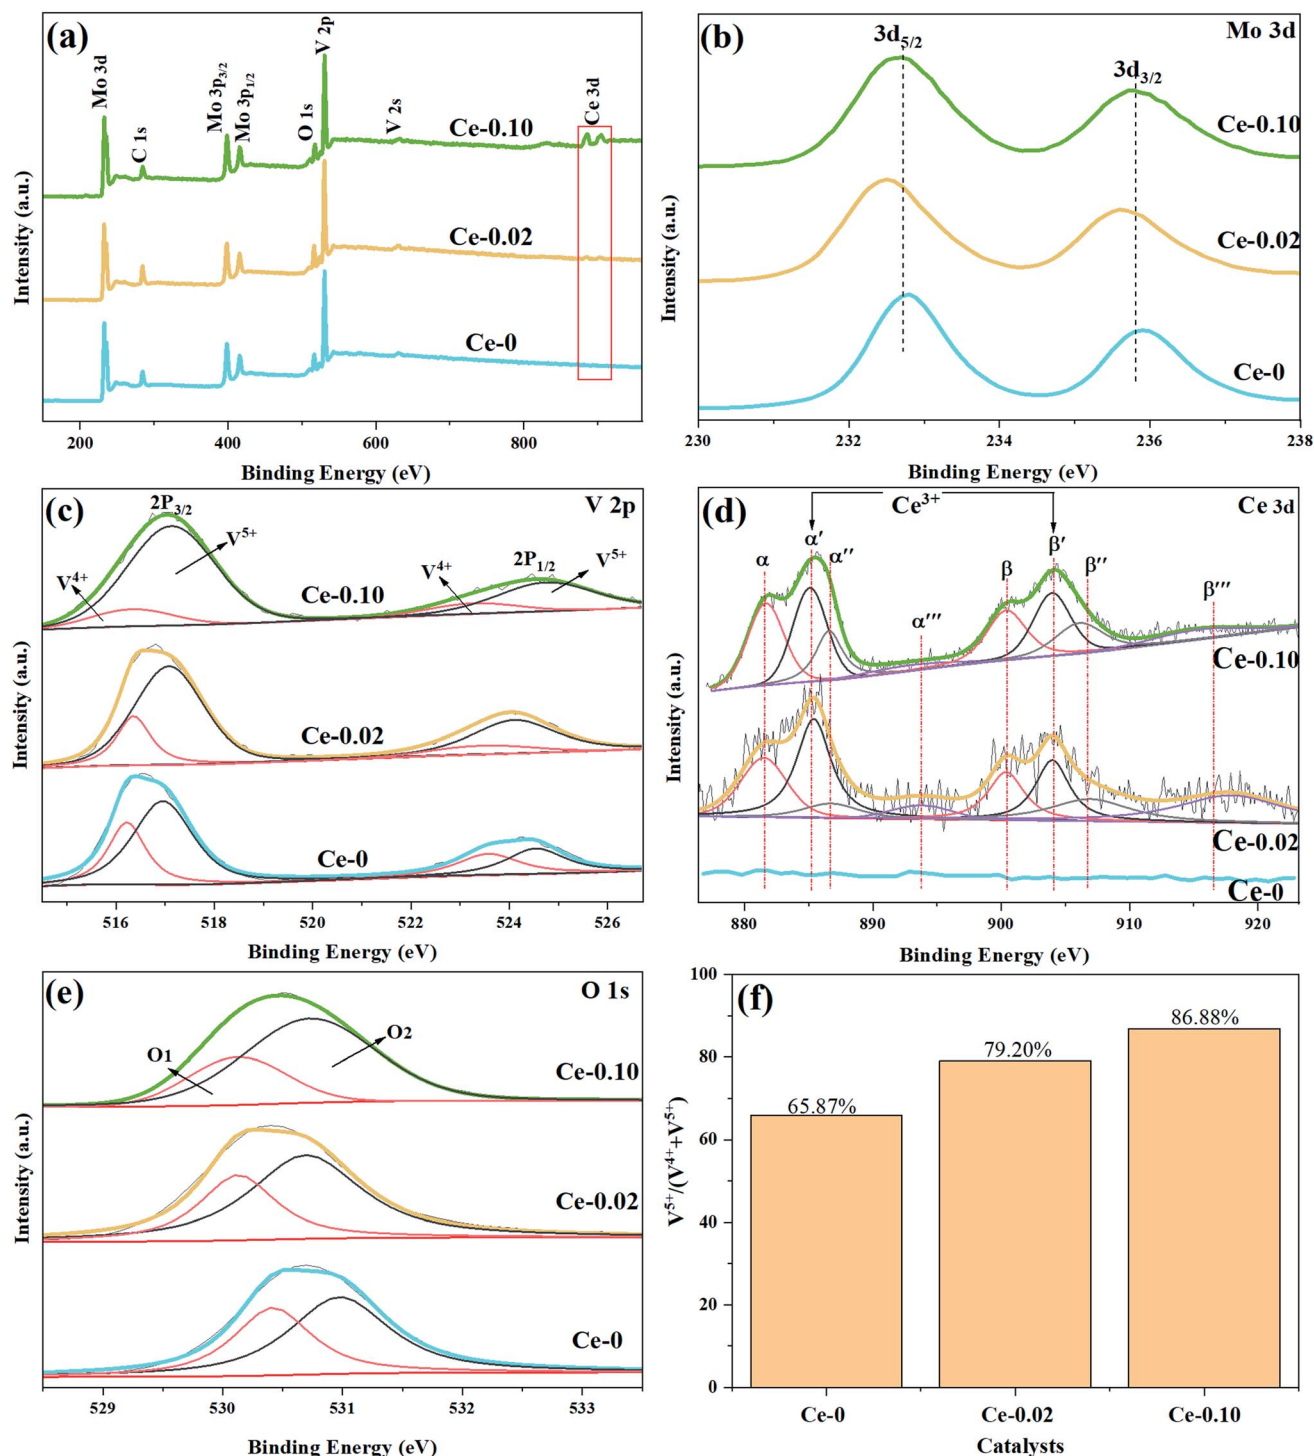 (a)
Mo 3d
C 1s
Mo 3p3/2
Mo 3p1/2
O 1s
V 2p
V 2s
Ce 3d
Ce-0.10
Ce-0.02
Ce-0
Intensity (a.u.)
200 400 600 800
Binding Energy (eV)
(b)
Mo 3d
3d5/2
3d3/2
Ce-0.10
Ce-0.02
Ce-0
Intensity (a.u.)
230 232 234 236 238
Binding Energy (eV)
(c)
V 2p
2P3/2
V5+
V4+
2P1/2
V5+
V4+
Ce-0.10
Ce-0.02
Ce-0
Intensity (a.u.)
516 518 520 522 524 526
Binding Energy (eV)
(d)
Ce3+
Ce 3d
α α′ α′′ α′′′ β β′ β′′ β′′′
Ce-0.10
Ce-0.02
Ce-0
Intensity (a.u.)
880 890 900 910 920
Binding Energy (eV)
(e)
O 1s
O1
O2
Ce-0.10
Ce-0.02
Ce-0
Intensity (a.u.)
529 530 531 532 533
Binding Energy (eV)
(f)
100
80
60
40
20
0
V5+/(V4++V5+)
65.87%
79.20%
86.88%
Ce-0 Ce-0.02 Ce-0.10
Catalysts